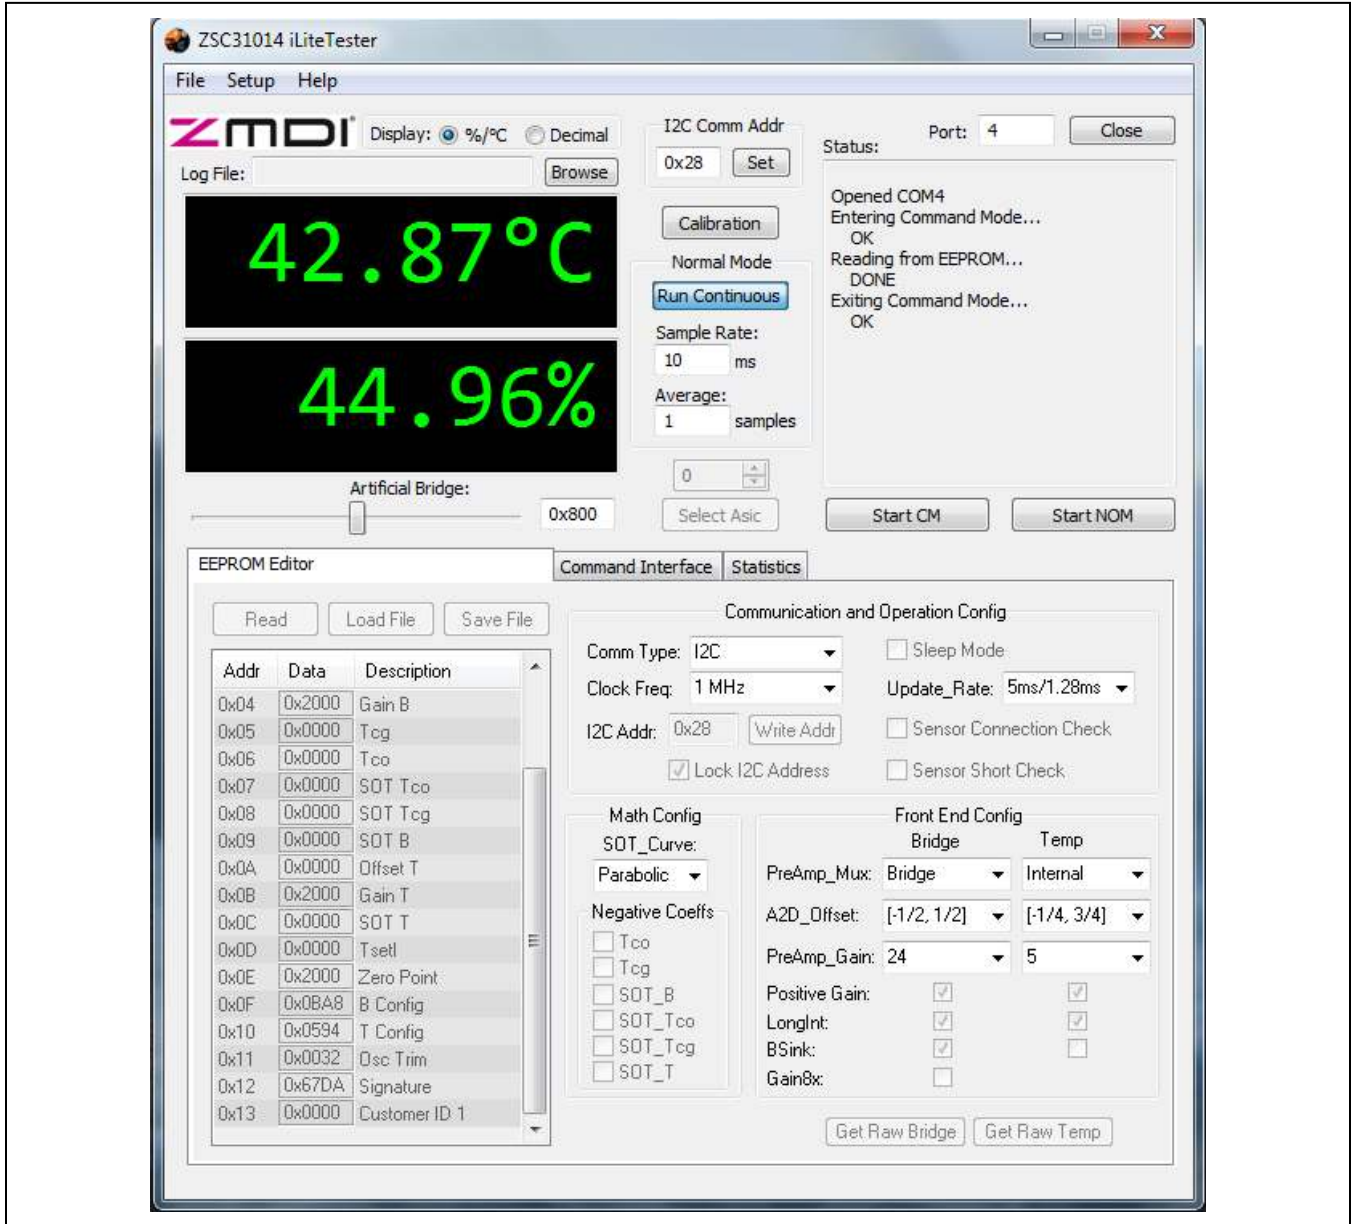 ZSC31014 iLiteTester
File Setup Help
ZMDI Display: %/°C Decimal
Log File: Browse
42.87°C
44.96%
Artificial Bridge:
0x800
I2C Comm Addr
0x28 Set
Calibration
Normal Mode
Run Continuous
Sample Rate:
10 ms
Average:
1 samples
0
Select Asic
Port: 4 Close
Status:
Opened COM4
Entering Command Mode...
OK
Reading from EEPROM...
DONE
Exiting Command Mode...
OK
Start CM Start NOM
EEPROM Editor Command Interface Statistics
Read Load File Save File
Addr Data Description
0x04 0x2000 Gain B
0x05 0x0000 Tcg
0x06 0x0000 Tco
0x07 0x0000 SOT Tco
0x08 0x0000 SOT Tcg
0x09 0x0000 SOT B
0x0A 0x0000 Offset T
0x0B 0x2000 Gain T
0x0C 0x0000 SOT T
0x0D 0x0000 Tsetl
0x0E 0x2000 Zero Point
0x0F 0x0BA8 B Config
0x10 0x0594 T Config
0x11 0x0032 Osc Trim
0x12 0x67DA Signature
0x13 0x0000 Customer ID 1
Communication and Operation Config
Comm Type: I2C Sleep Mode
Clock Freq: 1 MHz Update_Rate: 5ms/1.28ms
I2C Addr: 0x28 Write Addr Sensor Connection Check
Lock I2C Address Sensor Short Check
Math Config
SOT_Curve:
Parabolic
Negative Coeffs
Tco
Tcg
SOT_B
SOT_Tco
SOT_Tcg
SOT_T
Front End Config
Bridge Temp
PreAmp_Mux: Bridge Internal
A2D_Offset: [-1/2, 1/2] [-1/4, 3/4]
PreAmp_Gain: 24 5
Positive Gain:
LongInt:
BSink:
Gain8x:
Get Raw Bridge Get Raw Temp